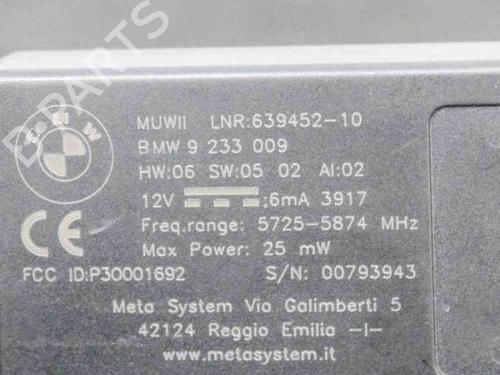 B-PARTS
BMW
MUWII LNR:639452-10
BMW 9 233 009
HW:06 SW:05 02 AI:02
12V ;6mA 3917
CE
Freq.range: 5725-5874 MHz
Max Power: 25 mW
FCC ID:P30001692 S/N: 00793943
Meta System Via Galimberti 5
42124 Reggio Emilia -I-
www.metasystem.it